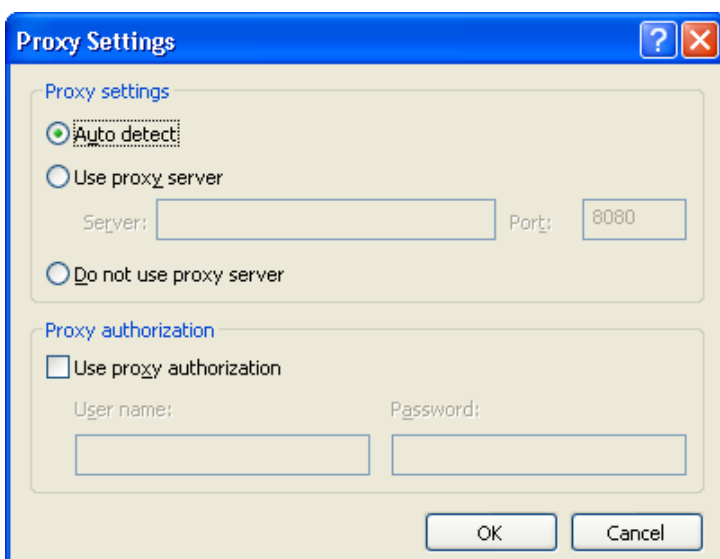 Proxy Settings
Proxy settings
Auto detect
Use proxy server
Server: Port: 8080
Do not use proxy server
Proxy authorization
Use proxy authorization
User name: Password:
OK Cancel